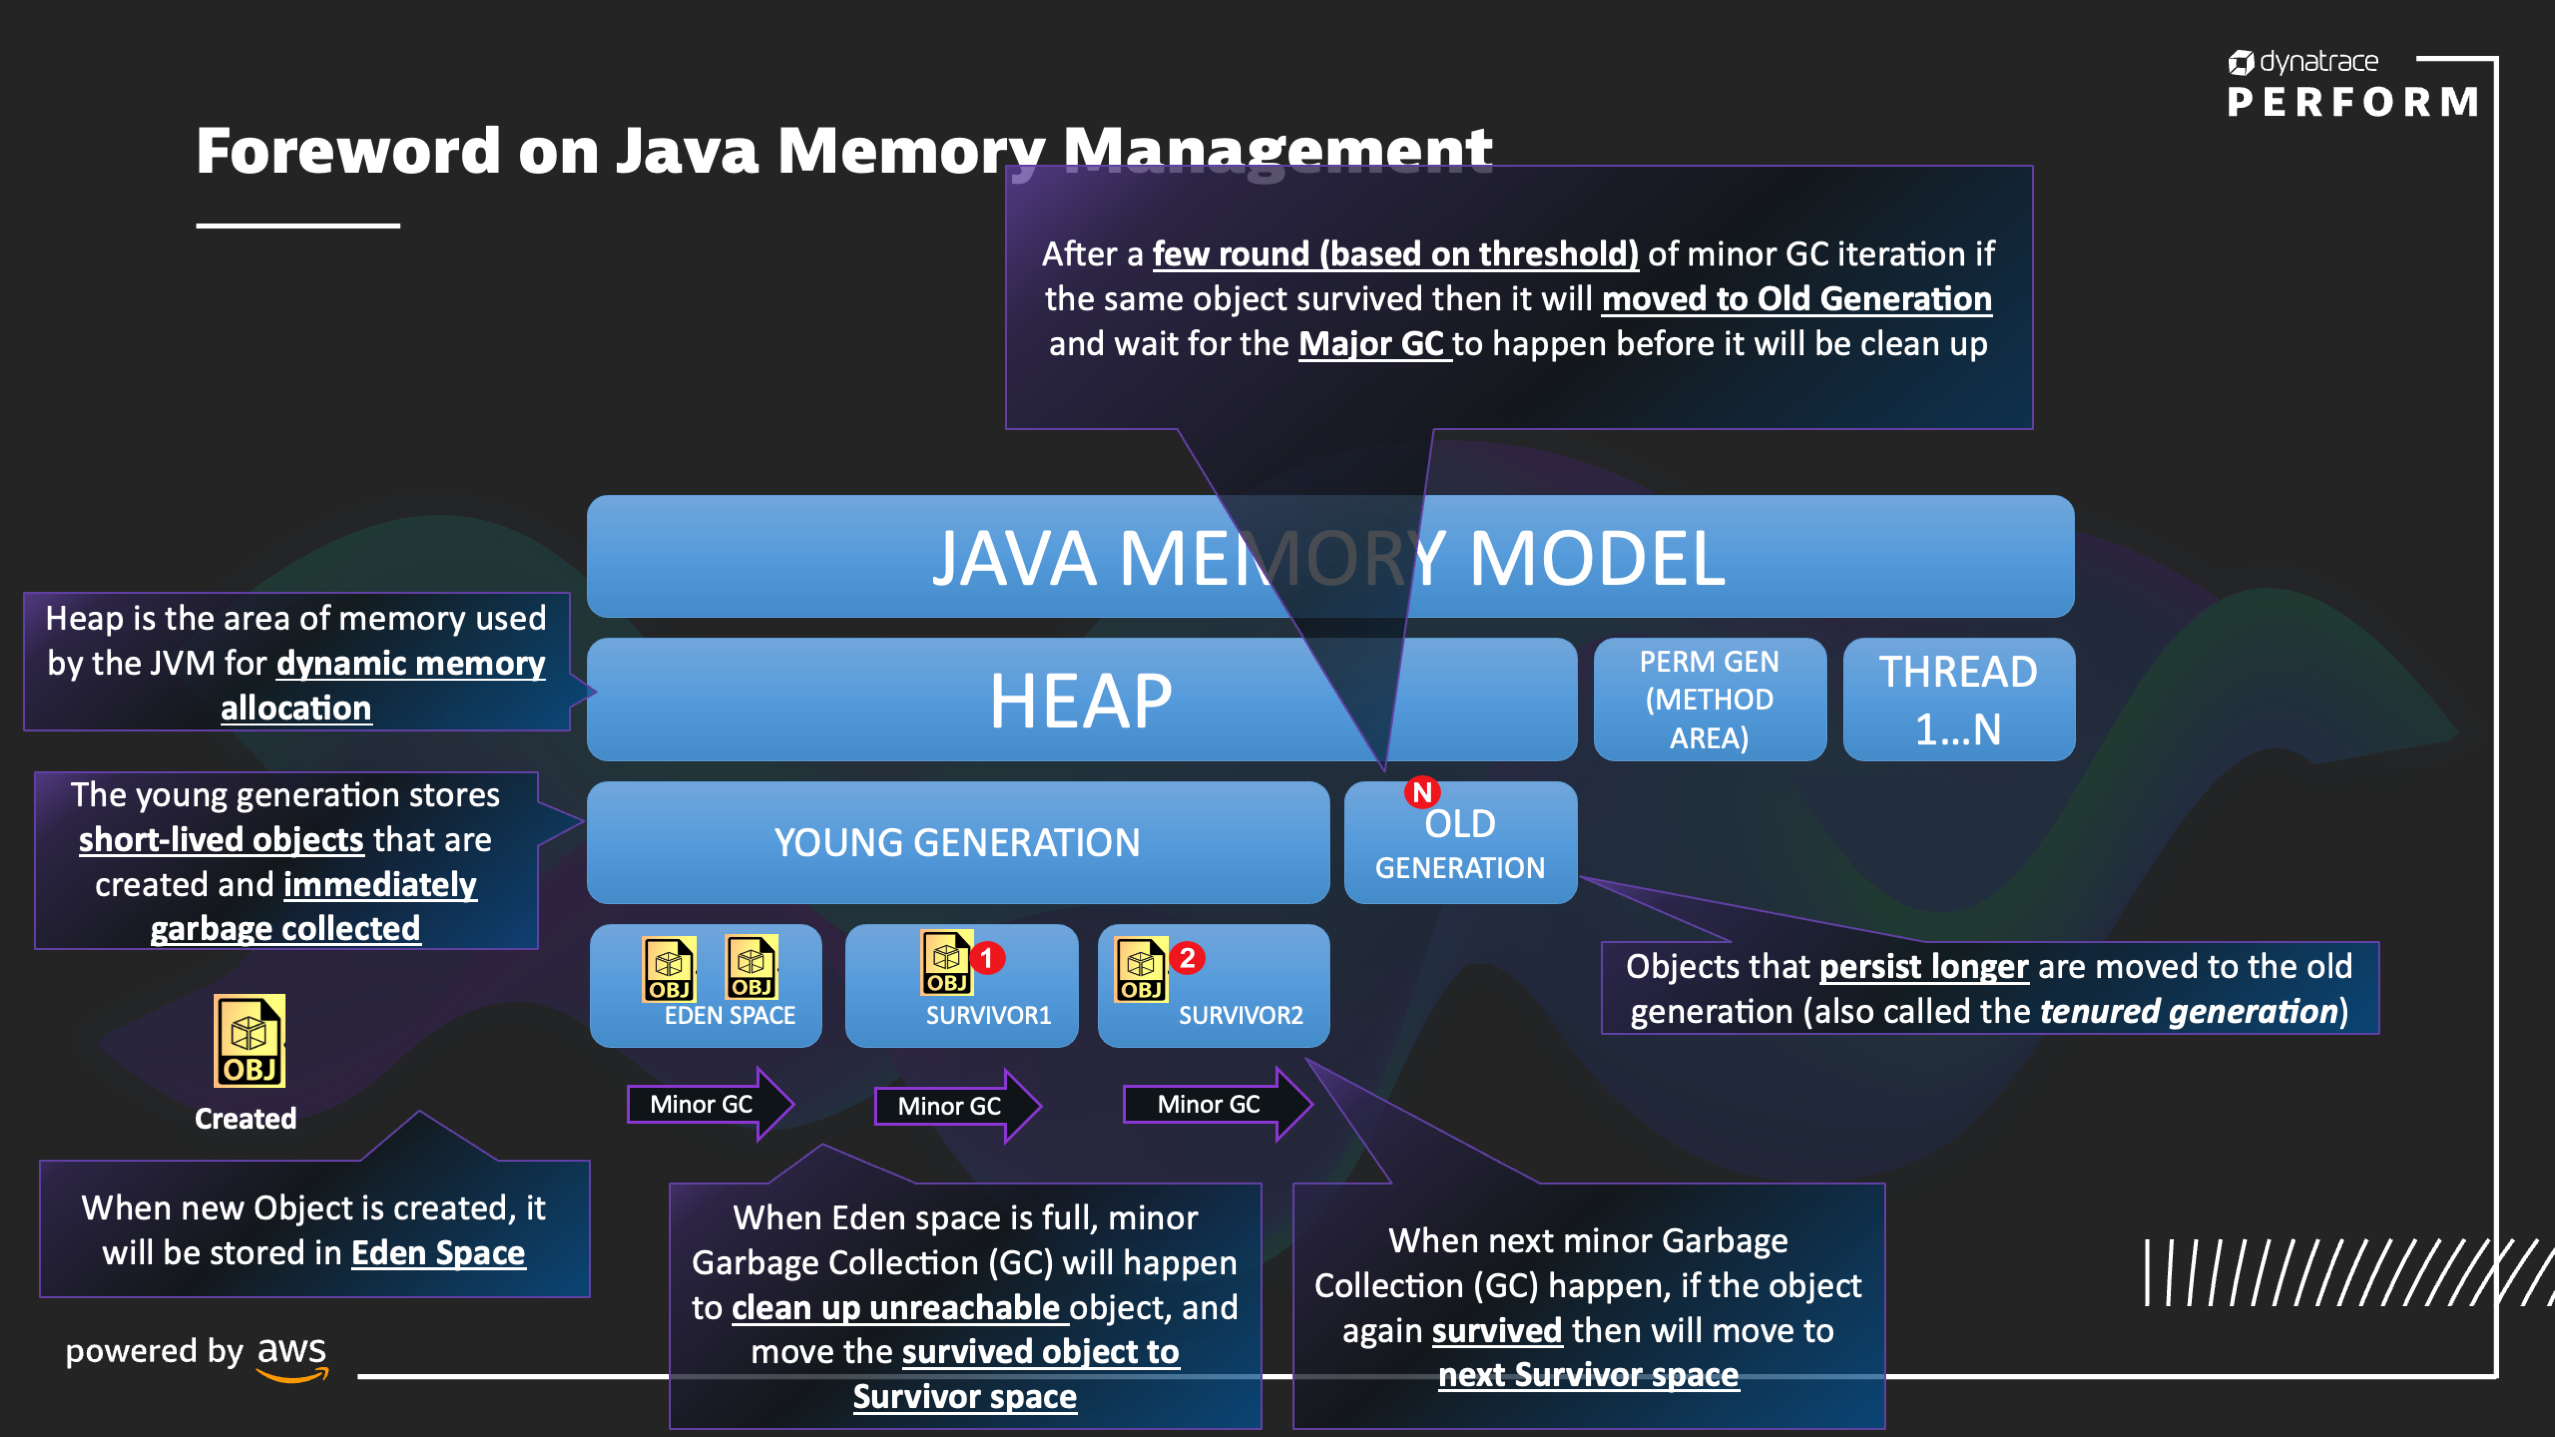 dynatrace
PERFORM
Foreword on Java Memory Management
After a few round (based on threshold) of minor GC iteration if
the same object survived then it will moved to Old Generation
and wait for the Major GC to happen before it will be clean up
JAVA MEMORY MODEL
Heap is the area of memory used
by the JVM for dynamic memory
allocation
HEAP
PERM GEN
(METHOD
AREA)
THREAD
1...N
The young generation stores
short-lived objects that are
created and immediately
garbage collected
YOUNG GENERATION
N
OLD
GENERATION
OBJ
OBJ
EDEN SPACE
OBJ
1
SURVIVOR1
OBJ
2
SURVIVOR2
Objects that persist longer are moved to the old
generation (also called the tenured generation)
OBJ
Created
Minor GC
Minor GC
Minor GC
When new Object is created, it
will be stored in Eden Space
When Eden space is full, minor
Garbage Collection (GC) will happen
to clean up unreachable object, and
move the survived object to
Survivor space
When next minor Garbage
Collection (GC) happen, if the object
again survived then will move to
next Survivor space
powered by aws